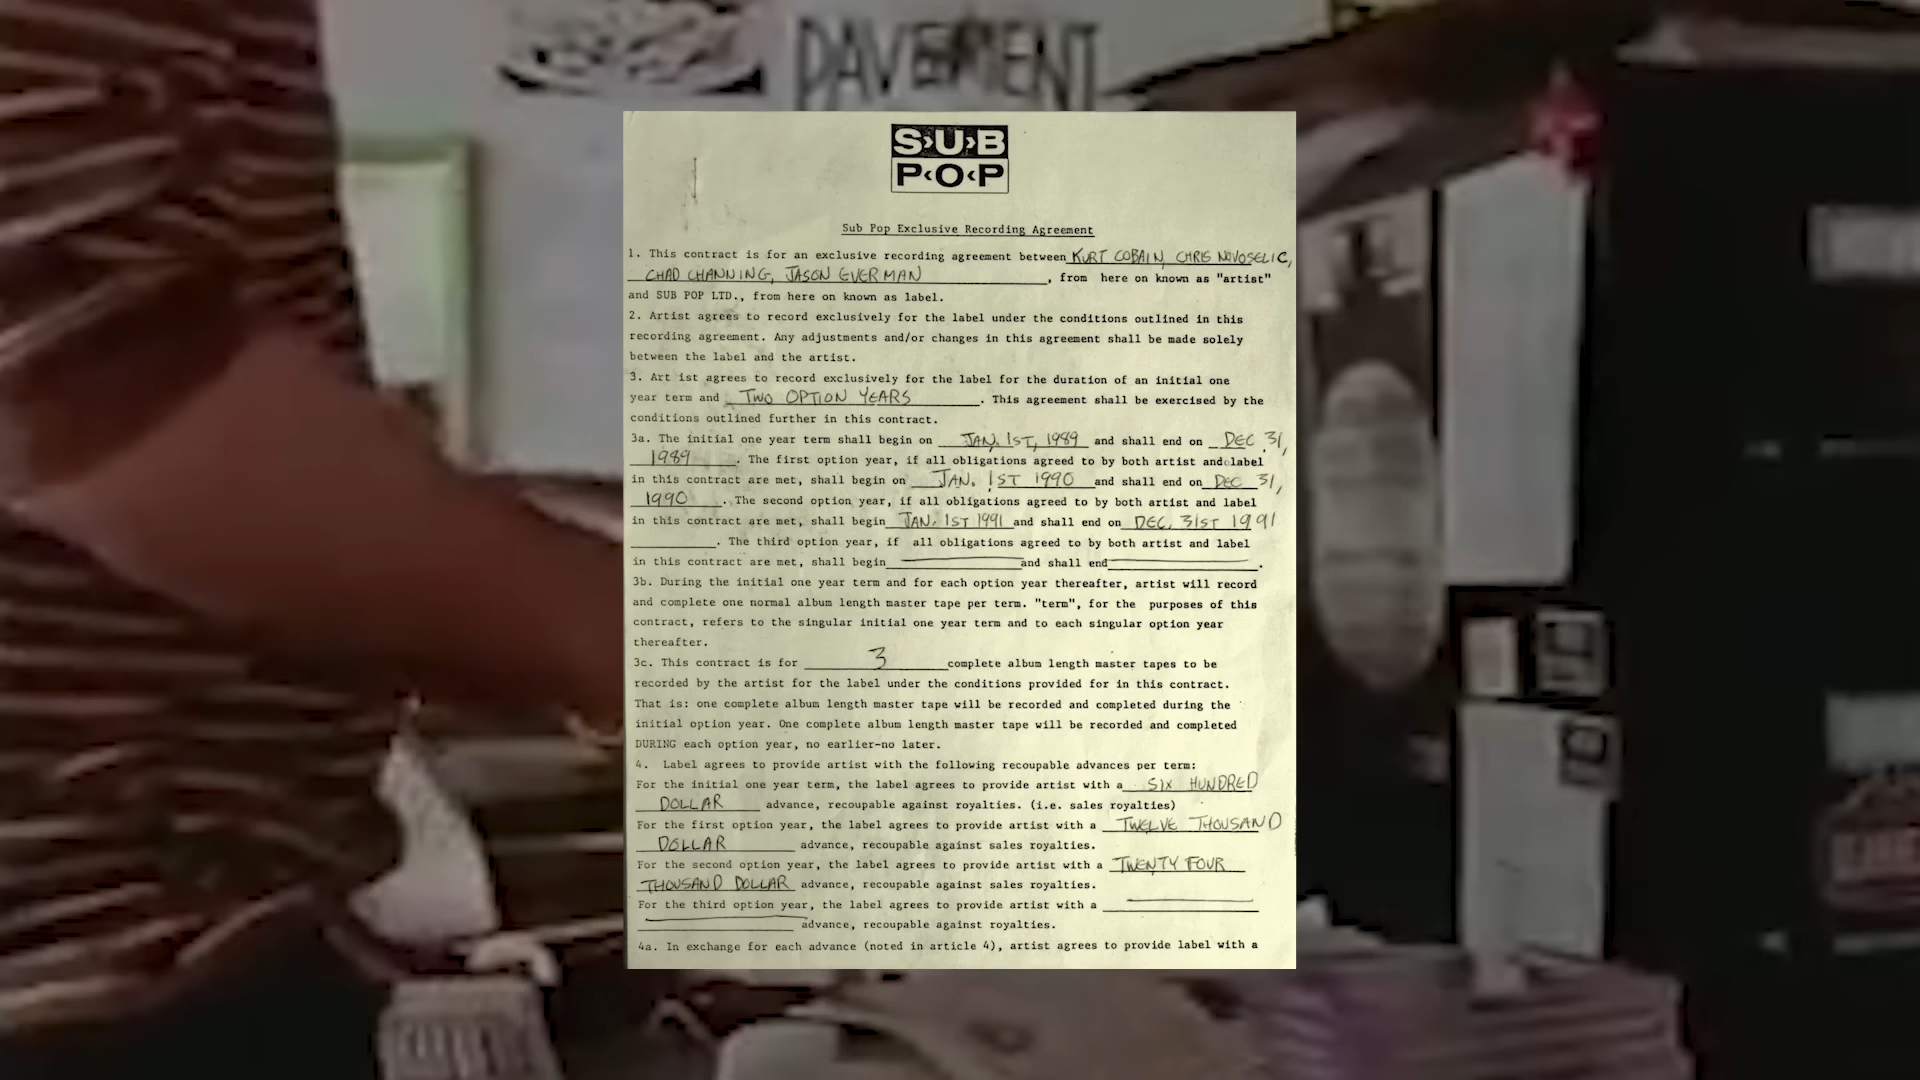 PAVEMENT
S›U›B
P‹O‹P
Sub Pop Exclusive Recording Agreement
1. This contract is for an exclusive recording agreement between KURT COBAIN, CHRIS NOVOSELIC,
CHAD CHANNING, JASON EVERMAN, from here on known as "artist"
and SUB POP LTD., from here on known as label.
2. Artist agrees to record exclusively for the label under the conditions outlined in this
recording agreement. Any adjustments and/or changes in this agreement shall be made solely
between the label and the artist.
3. Art ist agrees to record exclusively for the label for the duration of an initial one
year term and TWO OPTION YEARS. This agreement shall be exercised by the
conditions outlined further in this contract.
3a. The initial one year term shall begin on JAN. 1ST, 1989 and shall end on DEC 31,
1989. The first option year, if all obligations agreed to by both artist and label
in this contract are met, shall begin on JAN. 1ST 1990 and shall end on DEC 31,
1990. The second option year, if all obligations agreed to by both artist and label
in this contract are met, shall begin JAN. 1ST 1991 and shall end on DEC. 31ST 1991
. The third option year, if all obligations agreed to by both artist and label
in this contract are met, shall begin and shall end .
3b. During the initial one year term and for each option year thereafter, artist will record
and complete one normal album length master tape per term. "term", for the purposes of this
contract, refers to the singular initial one year term and to each singular option year
thereafter.
3c. This contract is for 3 complete album length master tapes to be
recorded by the artist for the label under the conditions provided for in this contract.
That is: one complete album length master tape will be recorded and completed during the
initial option year. One complete album length master tape will be recorded and completed
DURING each option year, no earlier-no later.
4. Label agrees to provide artist with the following recoupable advances per term:
For the initial one year term, the label agrees to provide artist with a SIX HUNDRED
DOLLAR advance, recoupable against royalties. (i.e. sales royalties)
For the first option year, the label agrees to provide artist with a TWELVE THOUSAND
DOLLAR advance, recoupable against sales royalties.
For the second option year, the label agrees to provide artist with a TWENTY FOUR
THOUSAND DOLLAR advance, recoupable against sales royalties.
For the third option year, the label agrees to provide artist with a
advance, recoupable against royalties.
4a. In exchange for each advance (noted in article 4), artist agrees to provide label with a